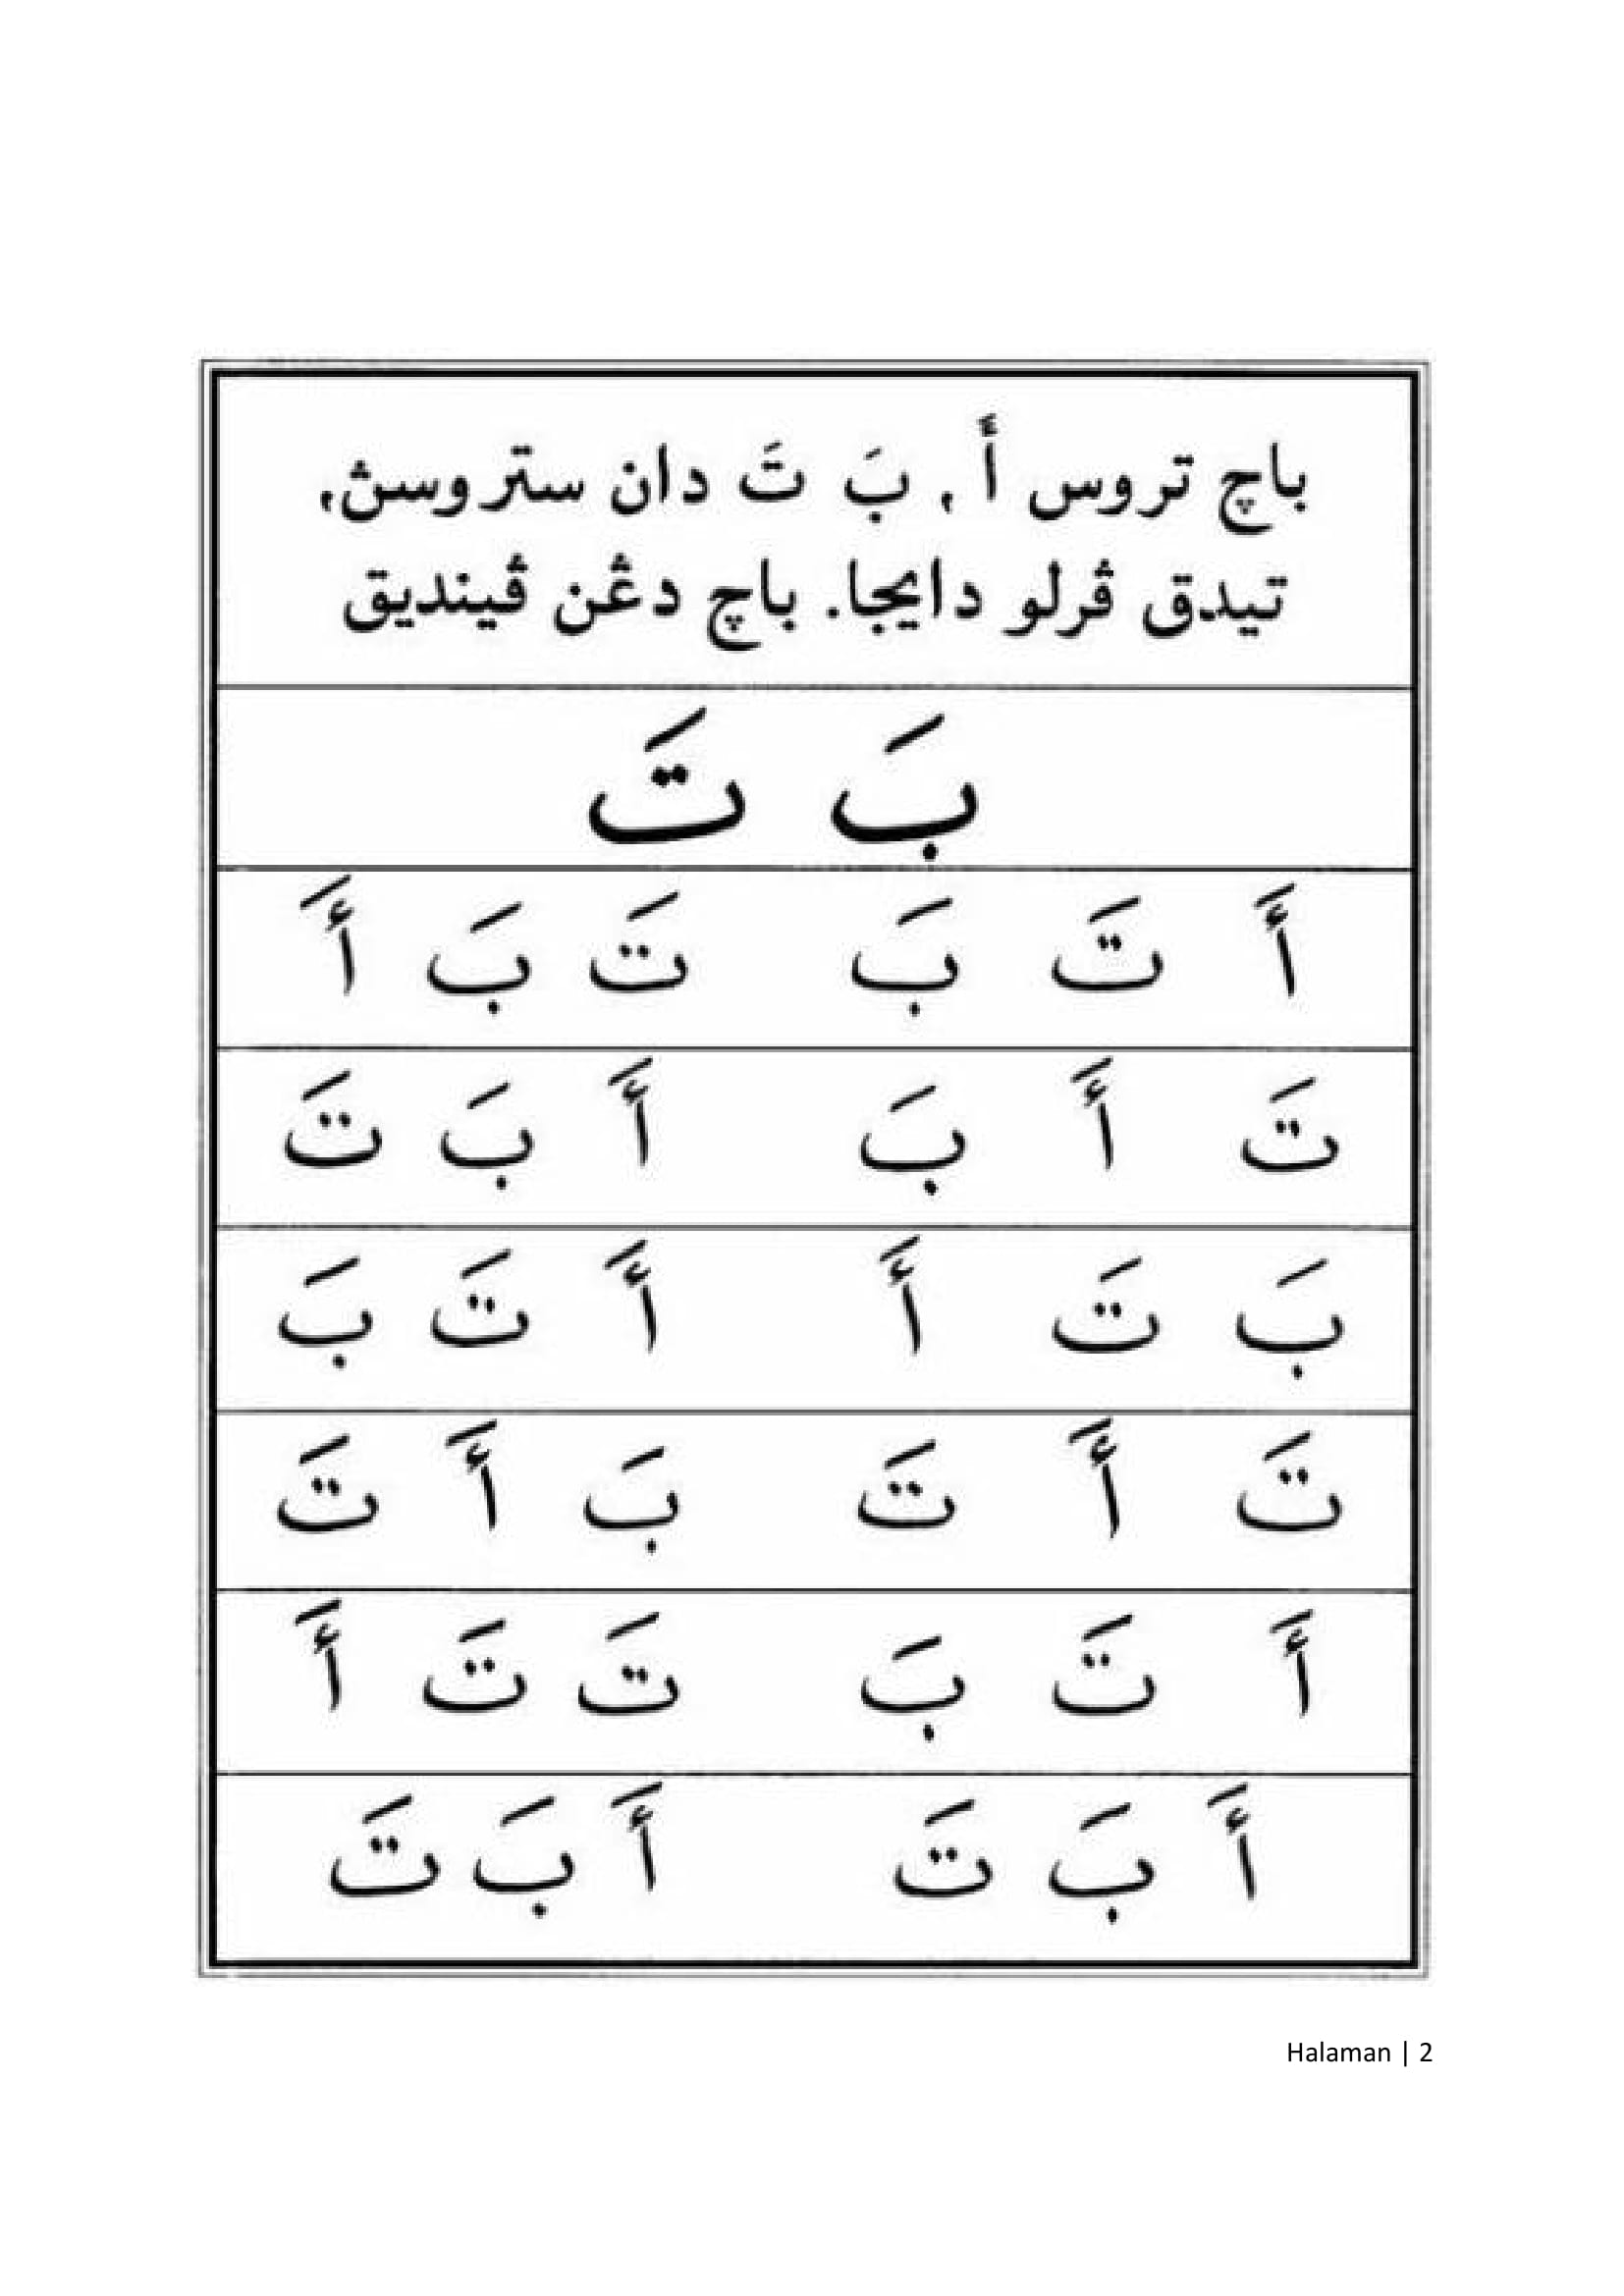 باچ تروس أَ ، بَ تَ دان ستروسڽ،
تيدق ڤرلو دايجا. باچ دڠن ڤينديق
بَ تَ
أَ تَ بَ تَ بَ أَ
تَ أَ بَ أَ بَ تَ
بَ تَ أَ أَ تَ بَ
تَ أَ تَ بَ أَ تَ
أَ تَ بَ تَ تَ أَ
أَ بَ تَ أَ بَ تَ
Halaman | 2